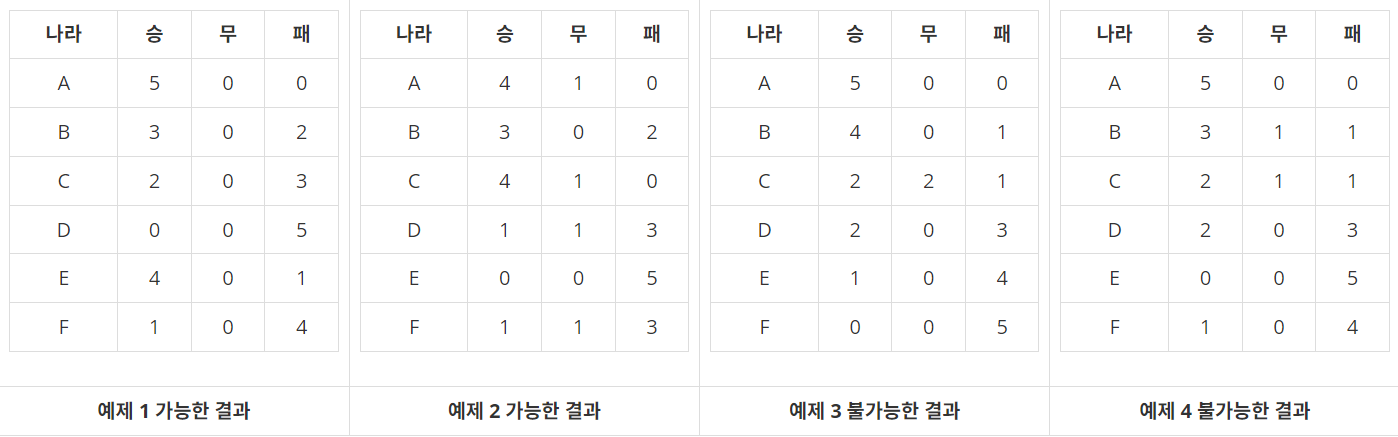 나라 승 무 패 나라 승 무 패 나라 승 무 패 나라 승 무 패
A 5 0 0 A 4 1 0 A 5 0 0 A 5 0 0
B 3 0 2 B 3 0 2 B 4 0 1 B 3 1 1
C 2 0 3 C 4 1 0 C 2 2 1 C 2 1 1
D 0 0 5 D 1 1 3 D 2 0 3 D 2 0 3
E 4 0 1 E 0 0 5 E 1 0 4 E 0 0 5
F 1 0 4 F 1 1 3 F 0 0 5 F 1 0 4
예제 1 가능한 결과 예제 2 가능한 결과 예제 3 불가능한 결과 예제 4 불가능한 결과